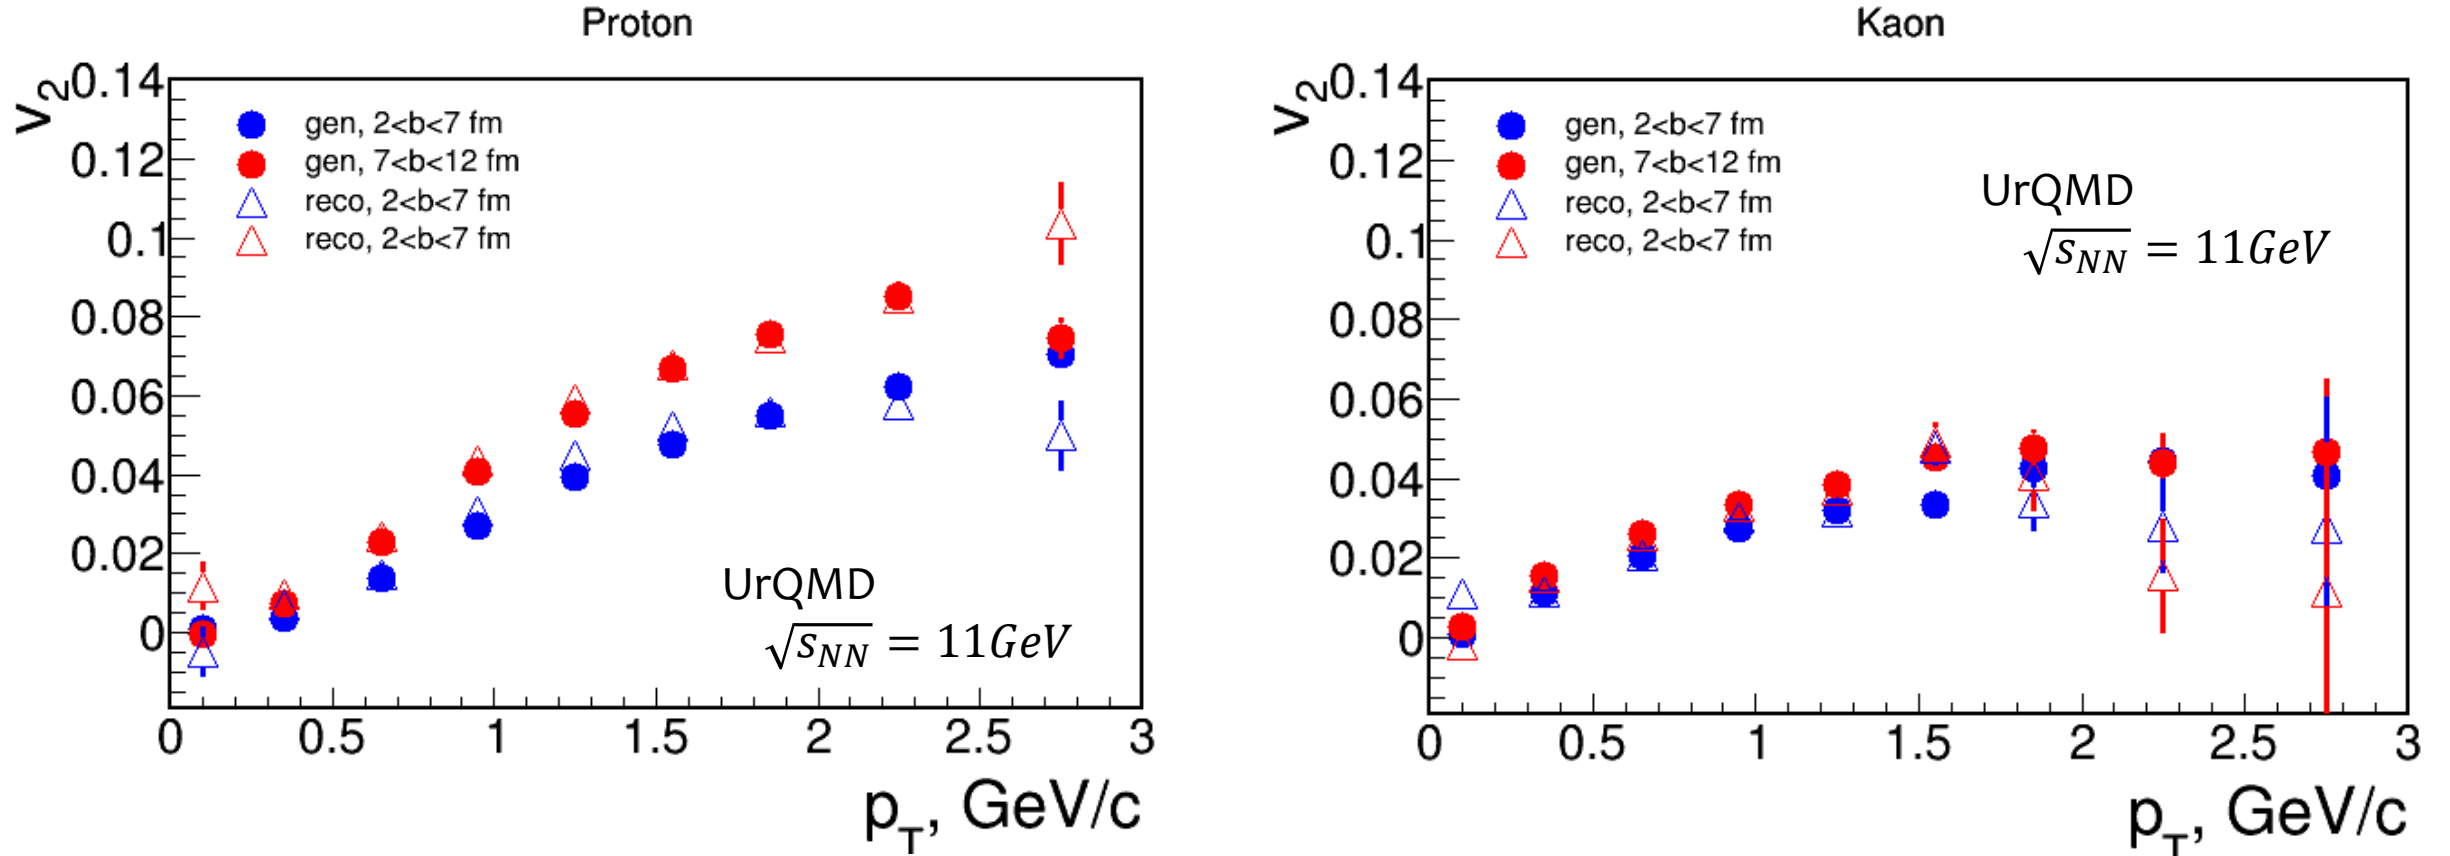 Proton
v2
0.14
0.12
0.1
0.08
0.06
0.04
0.02
0
gen, 2<b<7 fm
gen, 7<b<12 fm
reco, 2<b<7 fm
reco, 2<b<7 fm
UrQMD
√sNN = 11GeV
0 0.5 1 1.5 2 2.5 3
pT, GeV/c
Kaon
v2
0.14
0.12
0.1
0.08
0.06
0.04
0.02
0
gen, 2<b<7 fm
gen, 7<b<12 fm
reco, 2<b<7 fm
reco, 2<b<7 fm
UrQMD
√sNN = 11GeV
0 0.5 1 1.5 2 2.5 3
pT, GeV/c